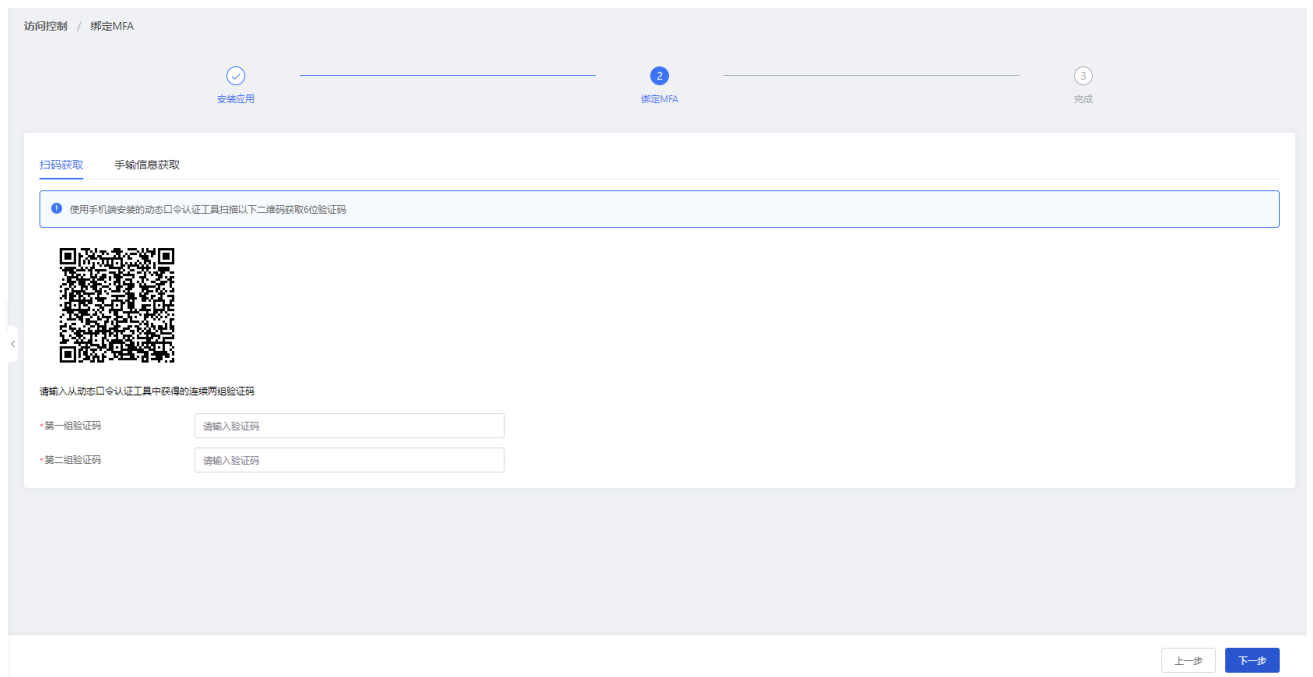 访问控制 / 绑定MFA
安装应用
2
绑定MFA
3
完成
扫码获取 手输信息获取
使用手机端安装的动态口令认证工具扫描以下二维码获取6位验证码
请输入从动态口令认证工具中获得的连续两组验证码
*第一组验证码 请输入验证码
*第二组验证码 请输入验证码
上一步 下一步